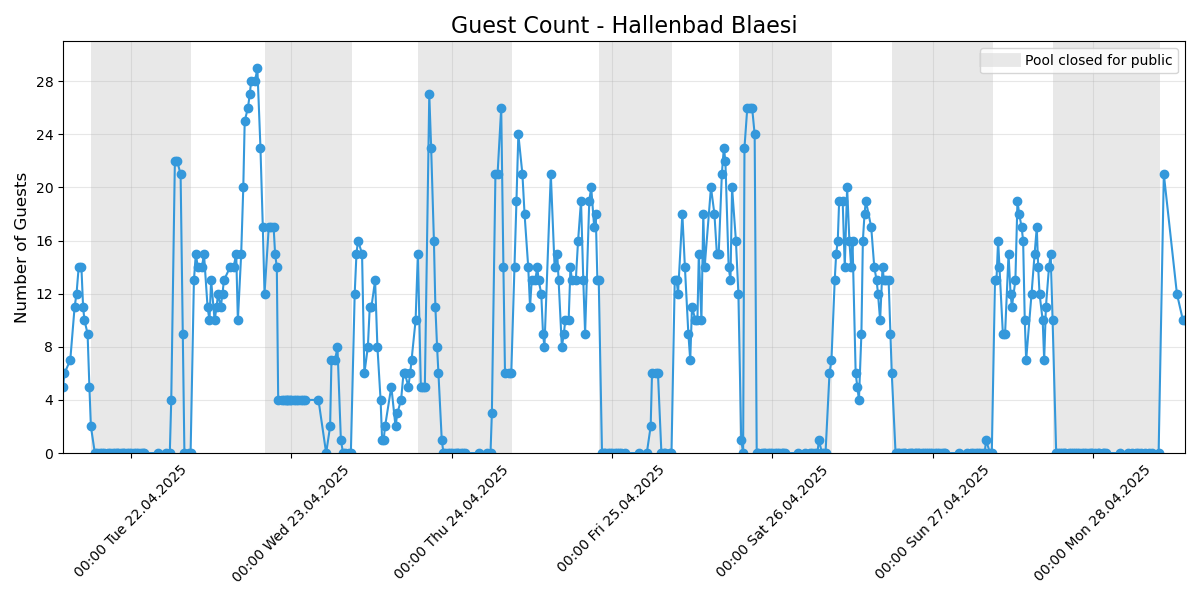 Guest Count - Hallenbad Blaesi
Pool closed for public
Number of Guests
28
24
20
16
12
8
4
0
00:00 Tue 22.04.2025
00:00 Wed 23.04.2025
00:00 Thu 24.04.2025
00:00 Fri 25.04.2025
00:00 Sat 26.04.2025
00:00 Sun 27.04.2025
00:00 Mon 28.04.2025